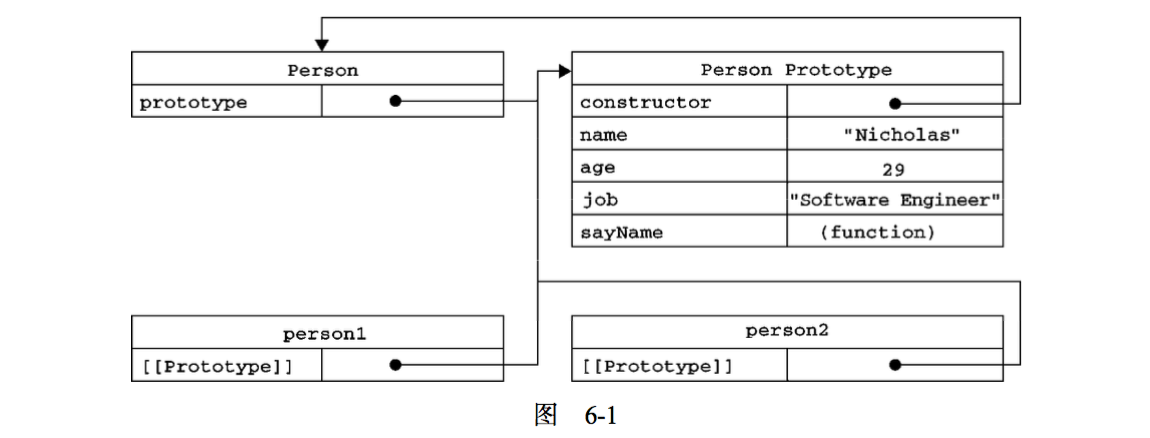 Person
prototype
Person Prototype
constructor
name "Nicholas"
age 29
job "Software Engineer"
sayName (function)
person1
[[Prototype]]
person2
[[Prototype]]
图 6-1